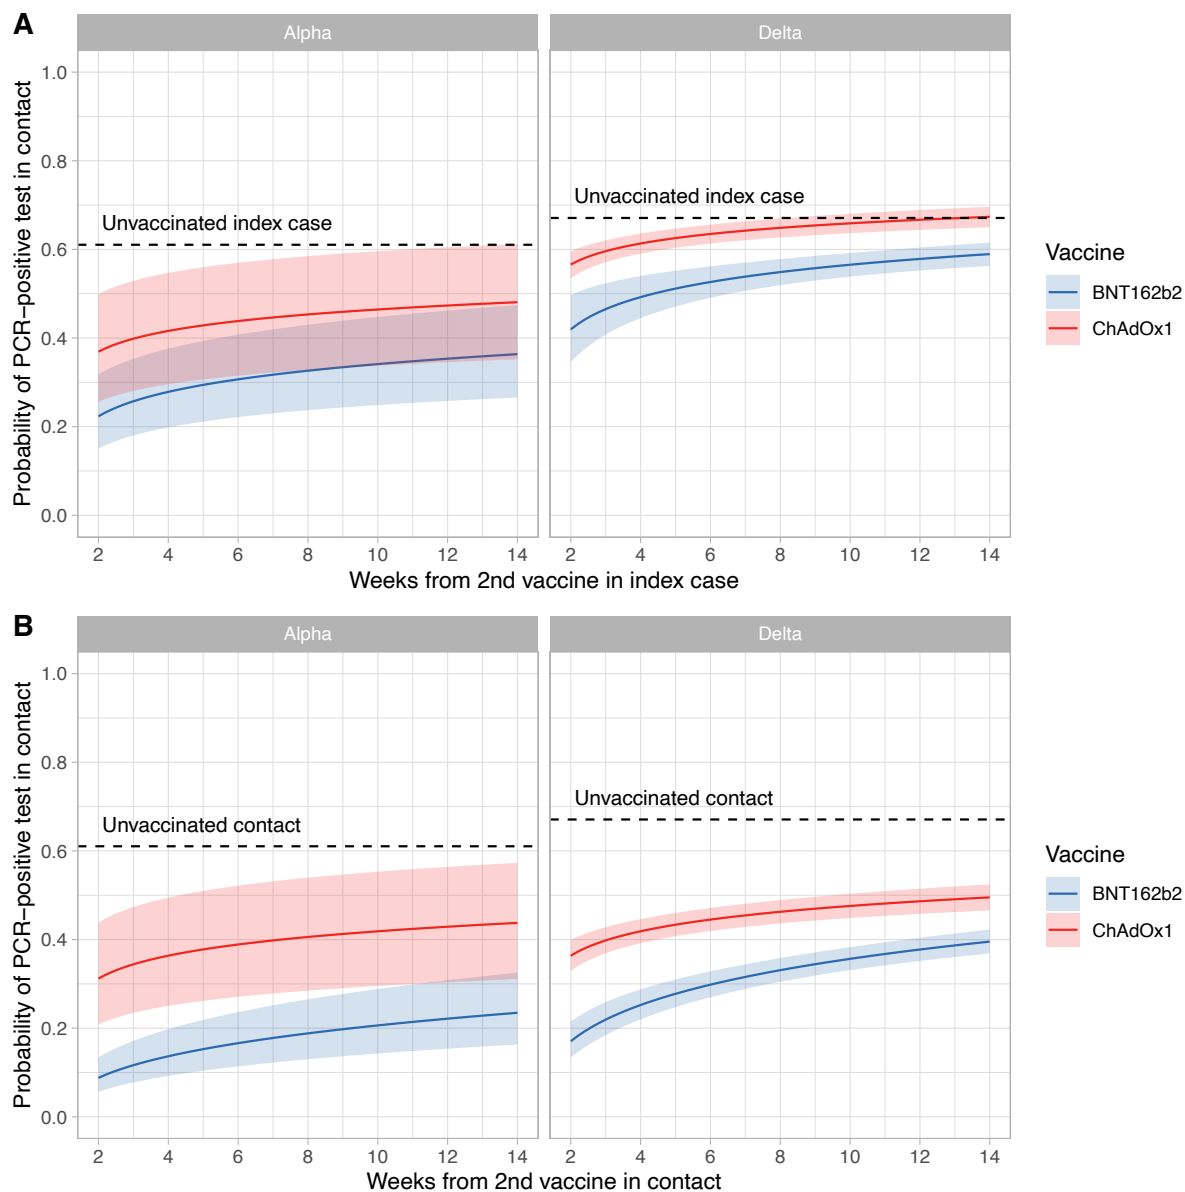 A
Alpha
Delta
Probability of PCR−positive test in contact
1.0
0.8
0.6
0.4
0.2
0.0
Unvaccinated index case
Unvaccinated index case
2 4 6 8 10 12 14
2 4 6 8 10 12 14
Weeks from 2nd vaccine in index case
Vaccine
BNT162b2
ChAdOx1
B
Alpha
Delta
Probability of PCR−positive test in contact
1.0
0.8
0.6
0.4
0.2
0.0
Unvaccinated contact
Unvaccinated contact
2 4 6 8 10 12 14
2 4 6 8 10 12 14
Weeks from 2nd vaccine in contact
Vaccine
BNT162b2
ChAdOx1